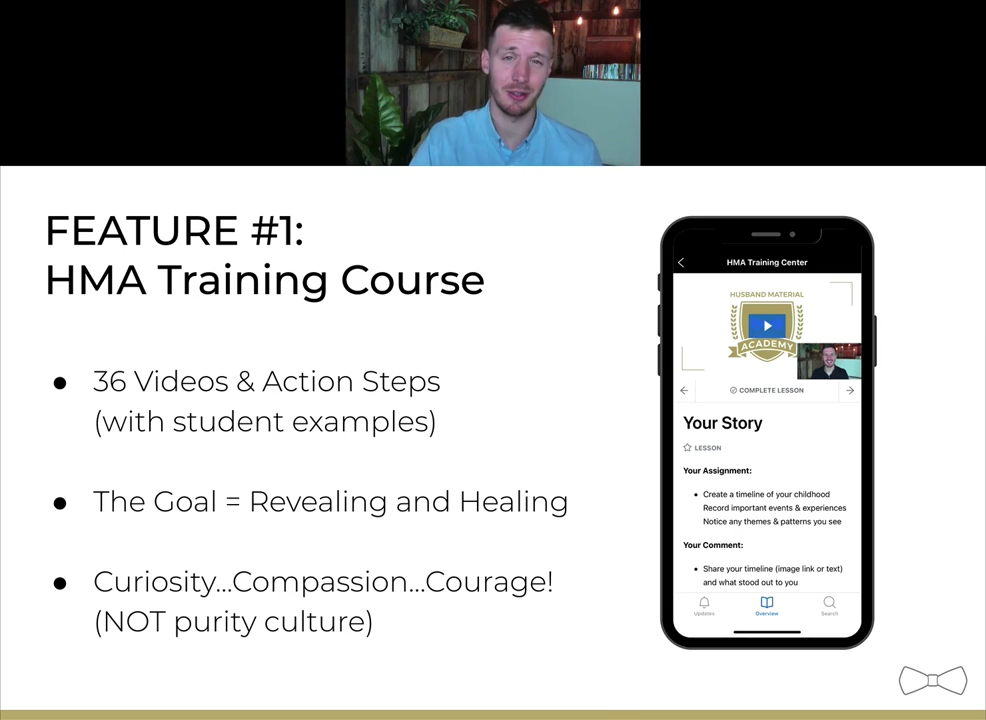 FEATURE #1:
HMA Training Course
● 36 Videos & Action Steps
(with student examples)
● The Goal = Revealing and Healing
● Curiosity...Compassion...Courage!
(NOT purity culture)
HMA Training Center
HUSBAND MATERIAL
ACADEMY
COMPLETE LESSON
Your Story
LESSON
Your Assignment:
• Create a timeline of your childhood
Record important events & experiences
Notice any themes & patterns you see
Your Comment:
• Share your timeline (image link or text)
and what stood out to you
Updates
Overview
Search